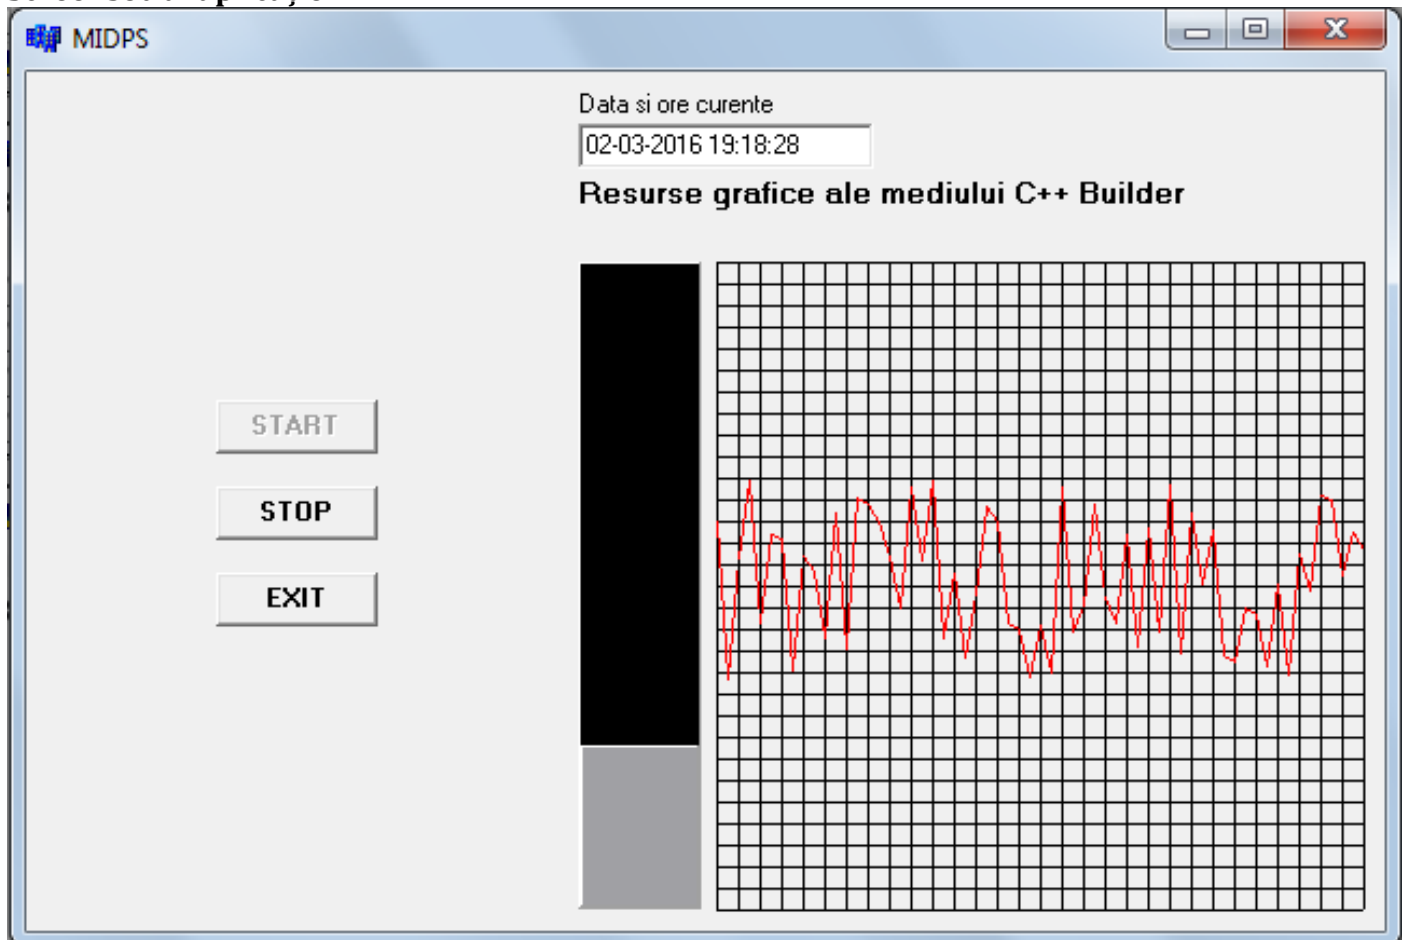 MIDPS
Data si ore curente
02-03-2016 19:18:28
Resurse grafice ale mediului C++ Builder
START
STOP
EXIT